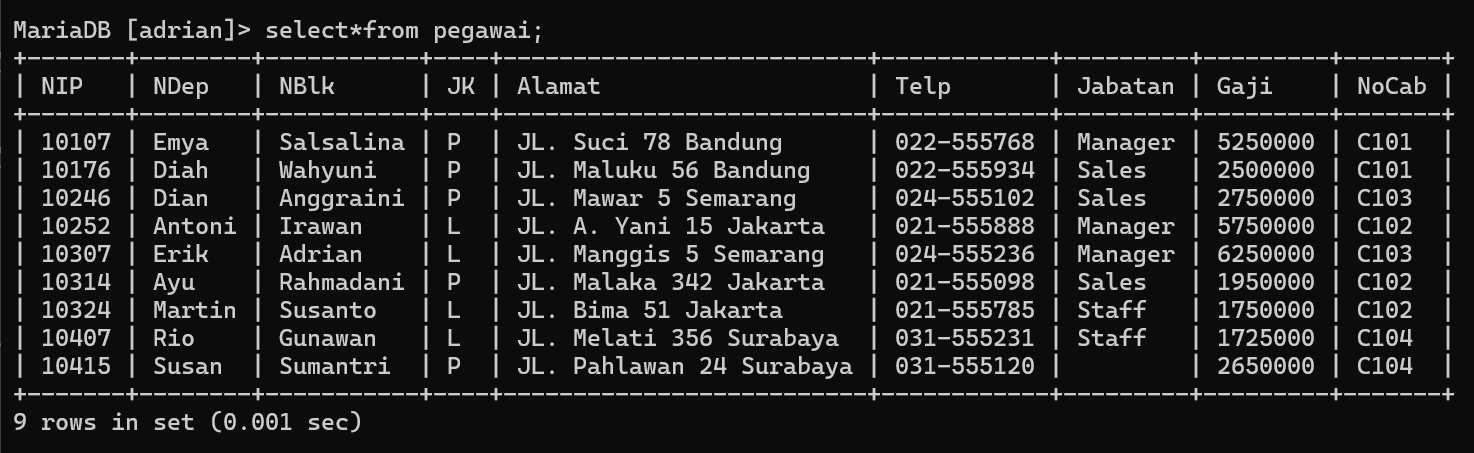 MariaDB [adrian]> select*from pegawai;
+-------+--------+-----------+----+--------------------------+------------+---------+---------+-------+
| NIP   | NDep   | NBlk      | JK | Alamat                   | Telp       | Jabatan | Gaji    | NoCab |
+-------+--------+-----------+----+--------------------------+------------+---------+---------+-------+
| 10107 | Emya   | Salsalina | P  | JL. Suci 78 Bandung      | 022-555768 | Manager | 5250000 | C101  |
| 10176 | Diah   | Wahyuni   | P  | JL. Maluku 56 Bandung    | 022-555934 | Sales   | 2500000 | C101  |
| 10246 | Dian   | Anggraini | P  | JL. Mawar 5 Semarang     | 024-555102 | Sales   | 2750000 | C103  |
| 10252 | Antoni | Irawan    | L  | JL. A. Yani 15 Jakarta   | 021-555888 | Manager | 5750000 | C102  |
| 10307 | Erik   | Adrian    | L  | JL. Manggis 5 Semarang   | 024-555236 | Manager | 6250000 | C103  |
| 10314 | Ayu    | Rahmadani | P  | JL. Malaka 342 Jakarta   | 021-555098 | Sales   | 1950000 | C102  |
| 10324 | Martin | Susanto   | L  | JL. Bima 51 Jakarta      | 021-555785 | Staff   | 1750000 | C102  |
| 10407 | Rio    | Gunawan   | L  | JL. Melati 356 Surabaya  | 031-555231 | Staff   | 1725000 | C104  |
| 10415 | Susan  | Sumantri  | P  | JL. Pahlawan 24 Surabaya | 031-555120 |         | 2650000 | C104  |
+-------+--------+-----------+----+--------------------------+------------+---------+---------+-------+
9 rows in set (0.001 sec)